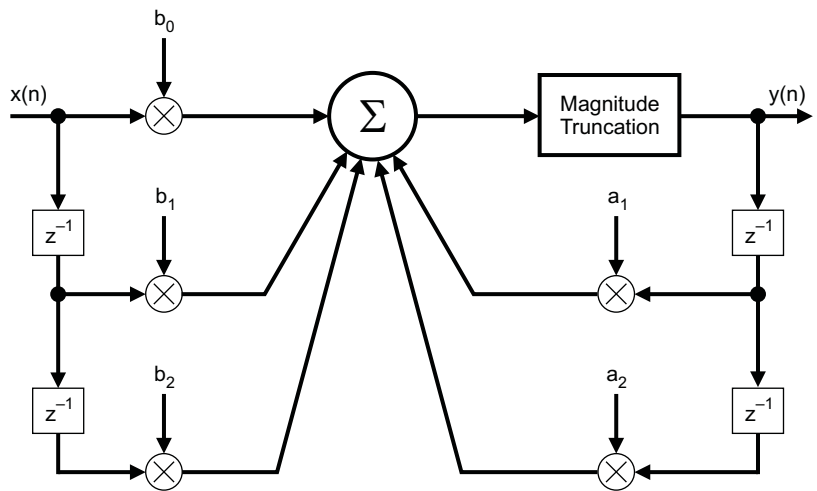 b₀
x(n)
Σ
Magnitude
Truncation
y(n)
b₁
a₁
z⁻¹
z⁻¹
b₂
a₂
z⁻¹
z⁻¹